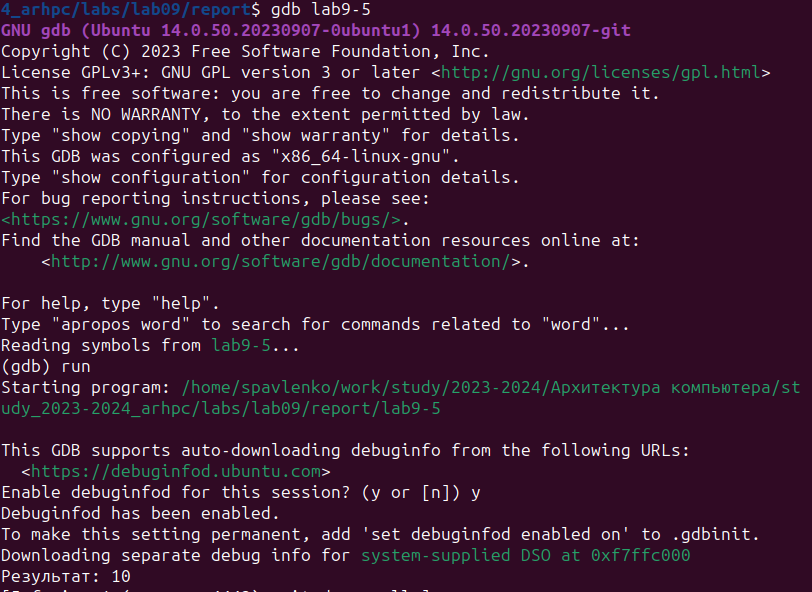 4_arhpc/labs/lab09/report$ gdb lab9-5
GNU gdb (Ubuntu 14.0.50.20230907-0ubuntu1) 14.0.50.20230907-git
Copyright (C) 2023 Free Software Foundation, Inc.
License GPLv3+: GNU GPL version 3 or later <http://gnu.org/licenses/gpl.html>
This is free software: you are free to change and redistribute it.
There is NO WARRANTY, to the extent permitted by law.
Type "show copying" and "show warranty" for details.
This GDB was configured as "x86_64-linux-gnu".
Type "show configuration" for configuration details.
For bug reporting instructions, please see:
<https://www.gnu.org/software/gdb/bugs/>.
Find the GDB manual and other documentation resources online at:
    <http://www.gnu.org/software/gdb/documentation/>.
For help, type "help".
Type "apropos word" to search for commands related to "word"...
Reading symbols from lab9-5...
(gdb) run
Starting program: /home/spavlenko/work/study/2023-2024/Архитектура компьютера/st
udy_2023-2024_arhpc/labs/lab09/report/lab9-5
This GDB supports auto-downloading debuginfo from the following URLs:
  <https://debuginfod.ubuntu.com>
Enable debuginfod for this session? (y or [n]) y
Debuginfod has been enabled.
To make this setting permanent, add 'set debuginfod enabled on' to .gdbinit.
Downloading separate debug info for system-supplied DSO at 0xf7ffc000
Результат: 10